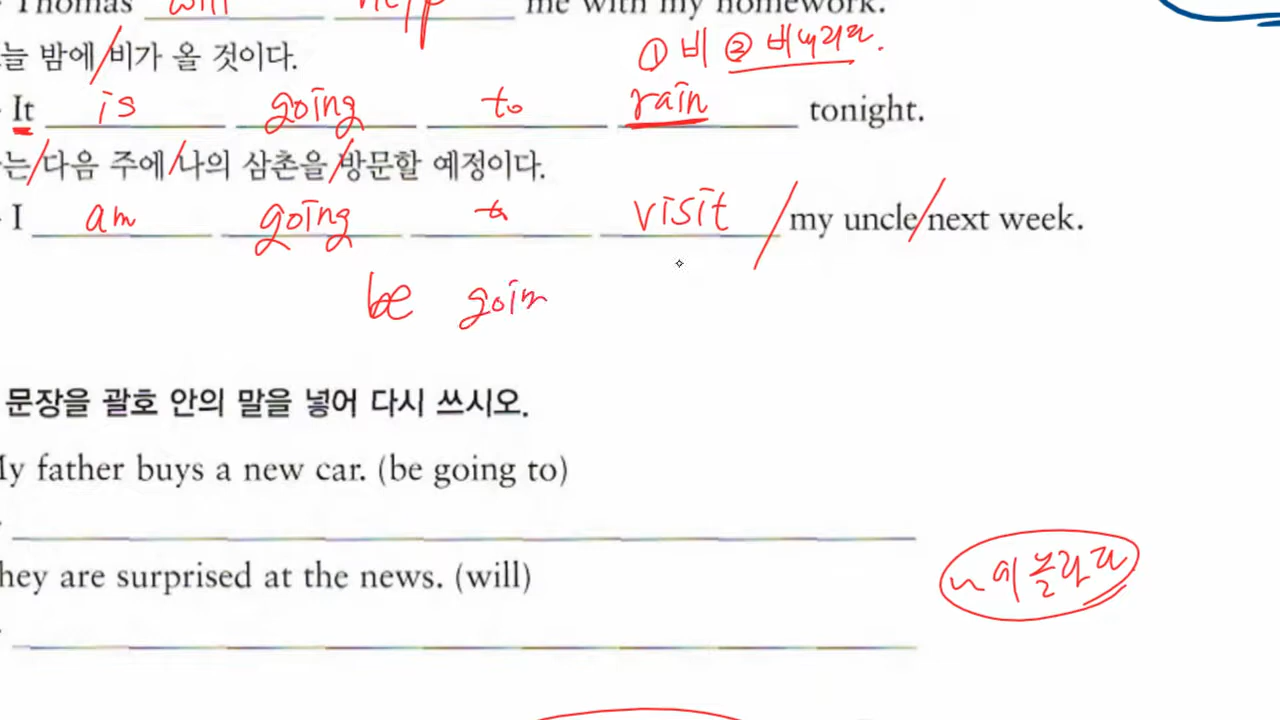 Thomas will help me with my homework.
늘 밤에/비가 올 것이다.
① 비 ② 비 내리다.
It is going to rain tonight.
는/다음 주에/나의 삼촌을/방문할 예정이다.
I am going to visit / my uncle/next week.
be goin
문장을 괄호 안의 말을 넣어 다시 쓰시오.
My father buys a new car. (be going to)
hey are surprised at the news. (will)
~에 놀라다